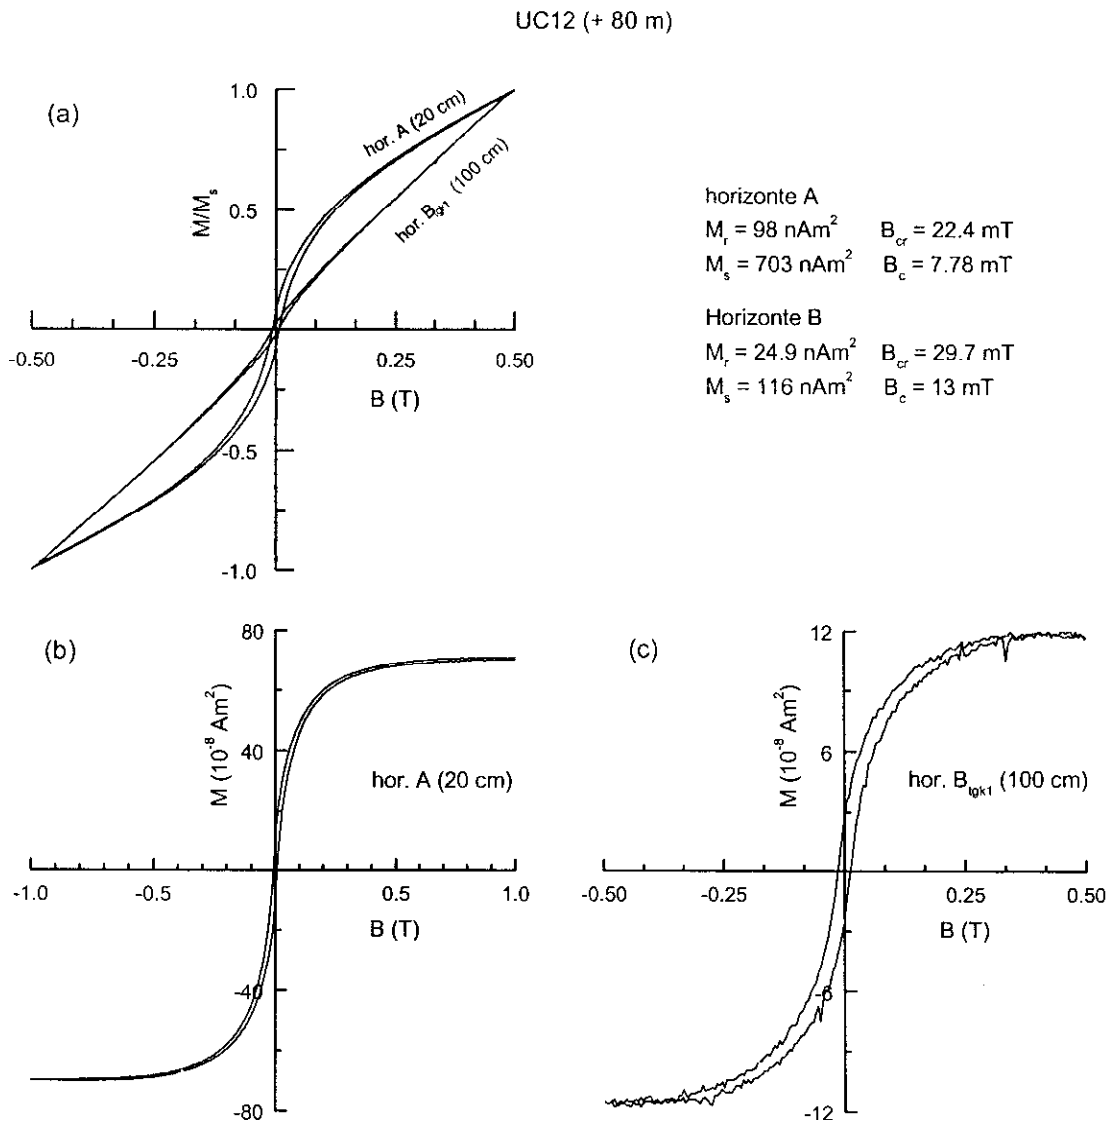 UC12 (+ 80 m)
(a)
1.0
hor. A (20 cm)
hor. Btgk1 (100 cm)
M/Ms
0.5
-0.50
-0.25
0.25
0.50
B (T)
-0.5
-1.0
horizonte A
Mr = 98 nAm² Bcr = 22.4 mT
Ms = 703 nAm² Bc = 7.78 mT
Horizonte B
Mr = 24.9 nAm² Bcr = 29.7 mT
Ms = 116 nAm² Bc = 13 mT
(b)
80
M (10⁻⁸ Am²)
40
hor. A (20 cm)
-1.0
-0.5
0.5
1.0
B (T)
-40
-80
(c)
12
M (10⁻⁸ Am²)
6
hor. Btgk1 (100 cm)
-0.50
-0.25
0.25
0.50
B (T)
-6
-12